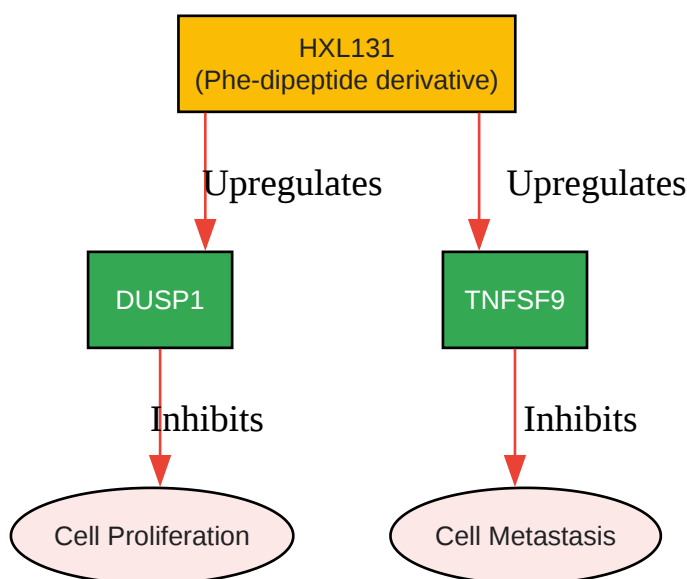 HXL131
(Phe-dipeptide derivative)
Upregulates
Upregulates
DUSP1
TNFSF9
Inhibits
Inhibits
Cell Proliferation
Cell Metastasis